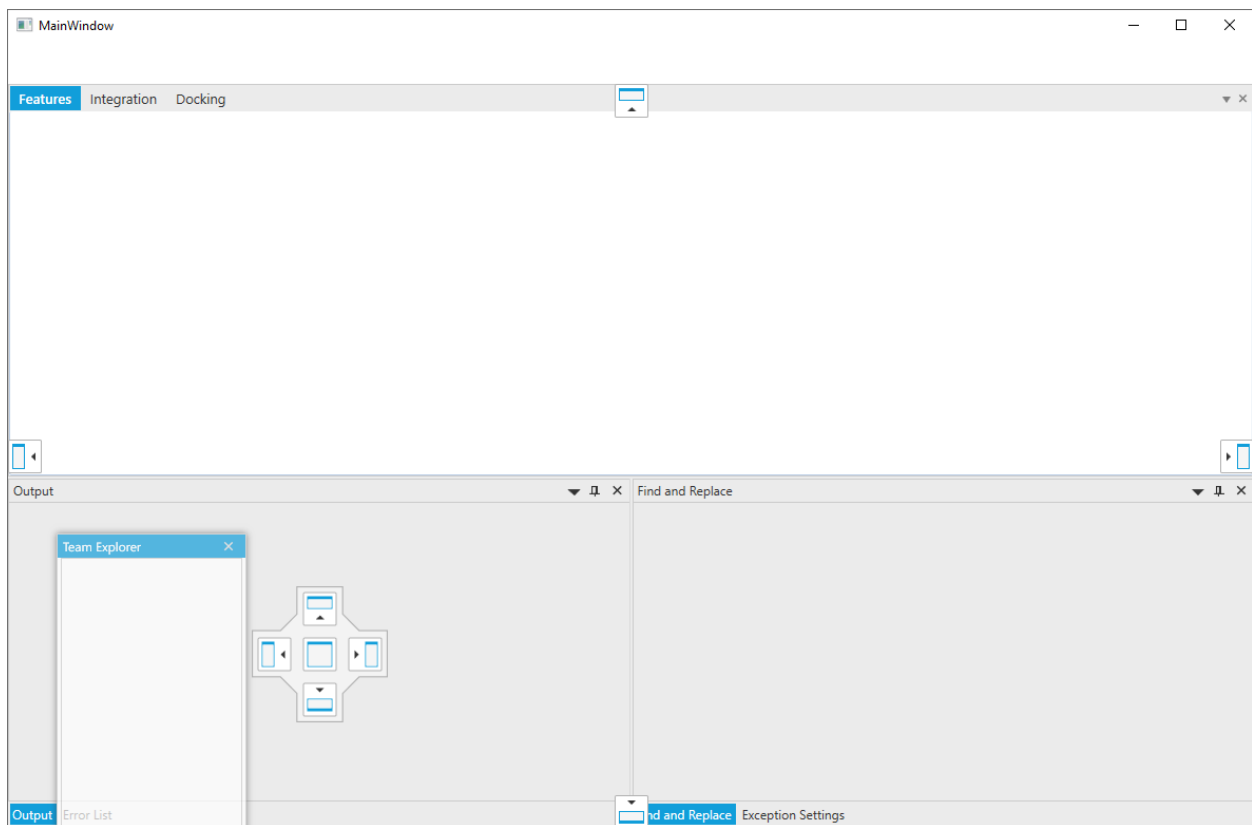 MainWindow
Features Integration Docking
Output
Find and Replace
Team Explorer
Output Error List
nd and Replace Exception Settings